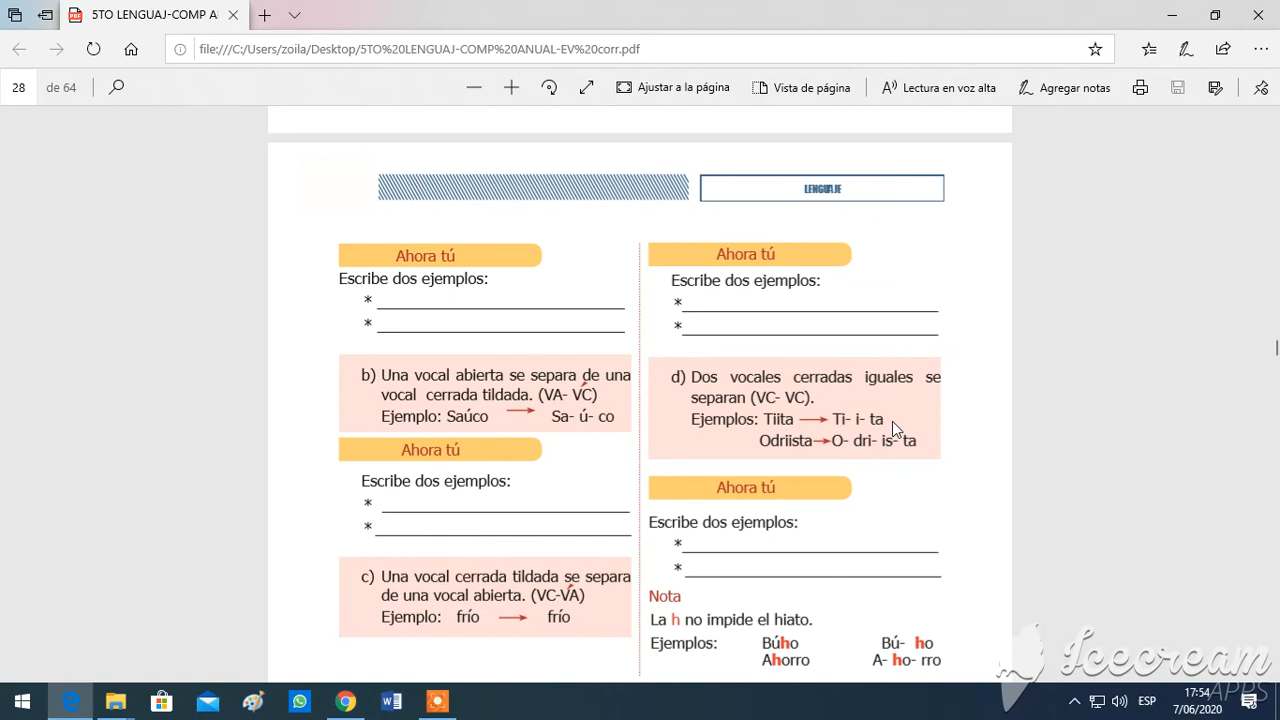 5TO LENGUAJ-COMP A
file:///C:/Users/zoila/Desktop/5TO%20LENGUAJ-COMP%20ANUAL-EV%20corr.pdf
28 de 64
Ajustar a la página
Vista de página
Lectura en voz alta
Agregar notas
LENGUAJE
Ahora tú
Escribe dos ejemplos:
*
*
b) Una vocal abierta se separa de una
vocal cerrada tildada. (VA- V́C)
Ejemplo: Saúco → Sa- ú- co
Ahora tú
Escribe dos ejemplos:
*
*
c) Una vocal cerrada tildada se separa
de una vocal abierta. (VC-V́A)
Ejemplo: frío → frío
Ahora tú
Escribe dos ejemplos:
*
*
d) Dos vocales cerradas iguales se
separan (VC- VC).
Ejemplos: Tiita → Ti- i- ta
Odriista→O- dri- is- ta
Ahora tú
Escribe dos ejemplos:
*
*
Nota
La h no impide el hiato.
Ejemplos: Búho Bú- ho
Ahorro A- ho- rro
Icecream
APPS
ESP
17:54
7/06/2020